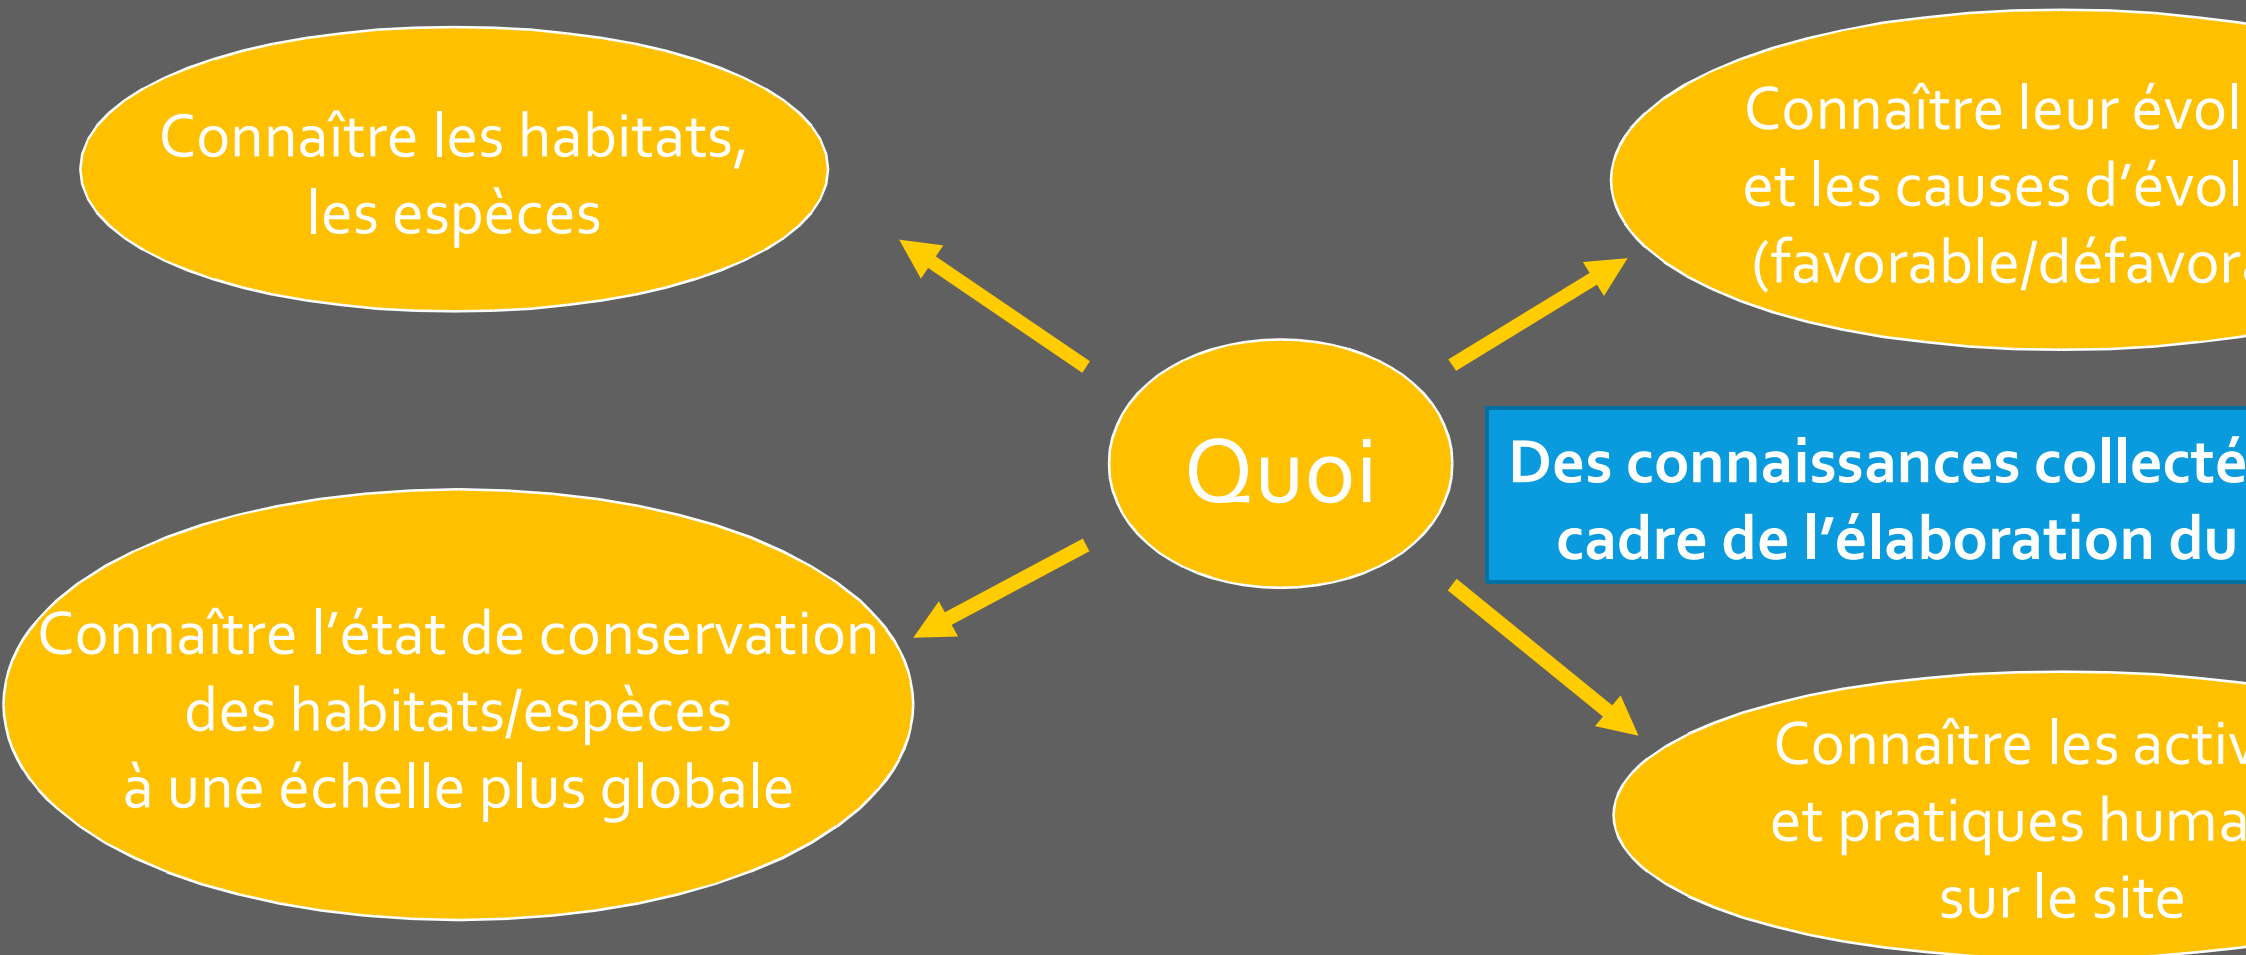 Connaître les habitats,
les espèces
Connaître leur évol
et les causes d’évol
(favorable/défavor
Quoi
Des connaissances collecté
cadre de l’élaboration du
Connaître l’état de conservation
des habitats/espèces
à une échelle plus globale
Connaître les activ
et pratiques huma
sur le site